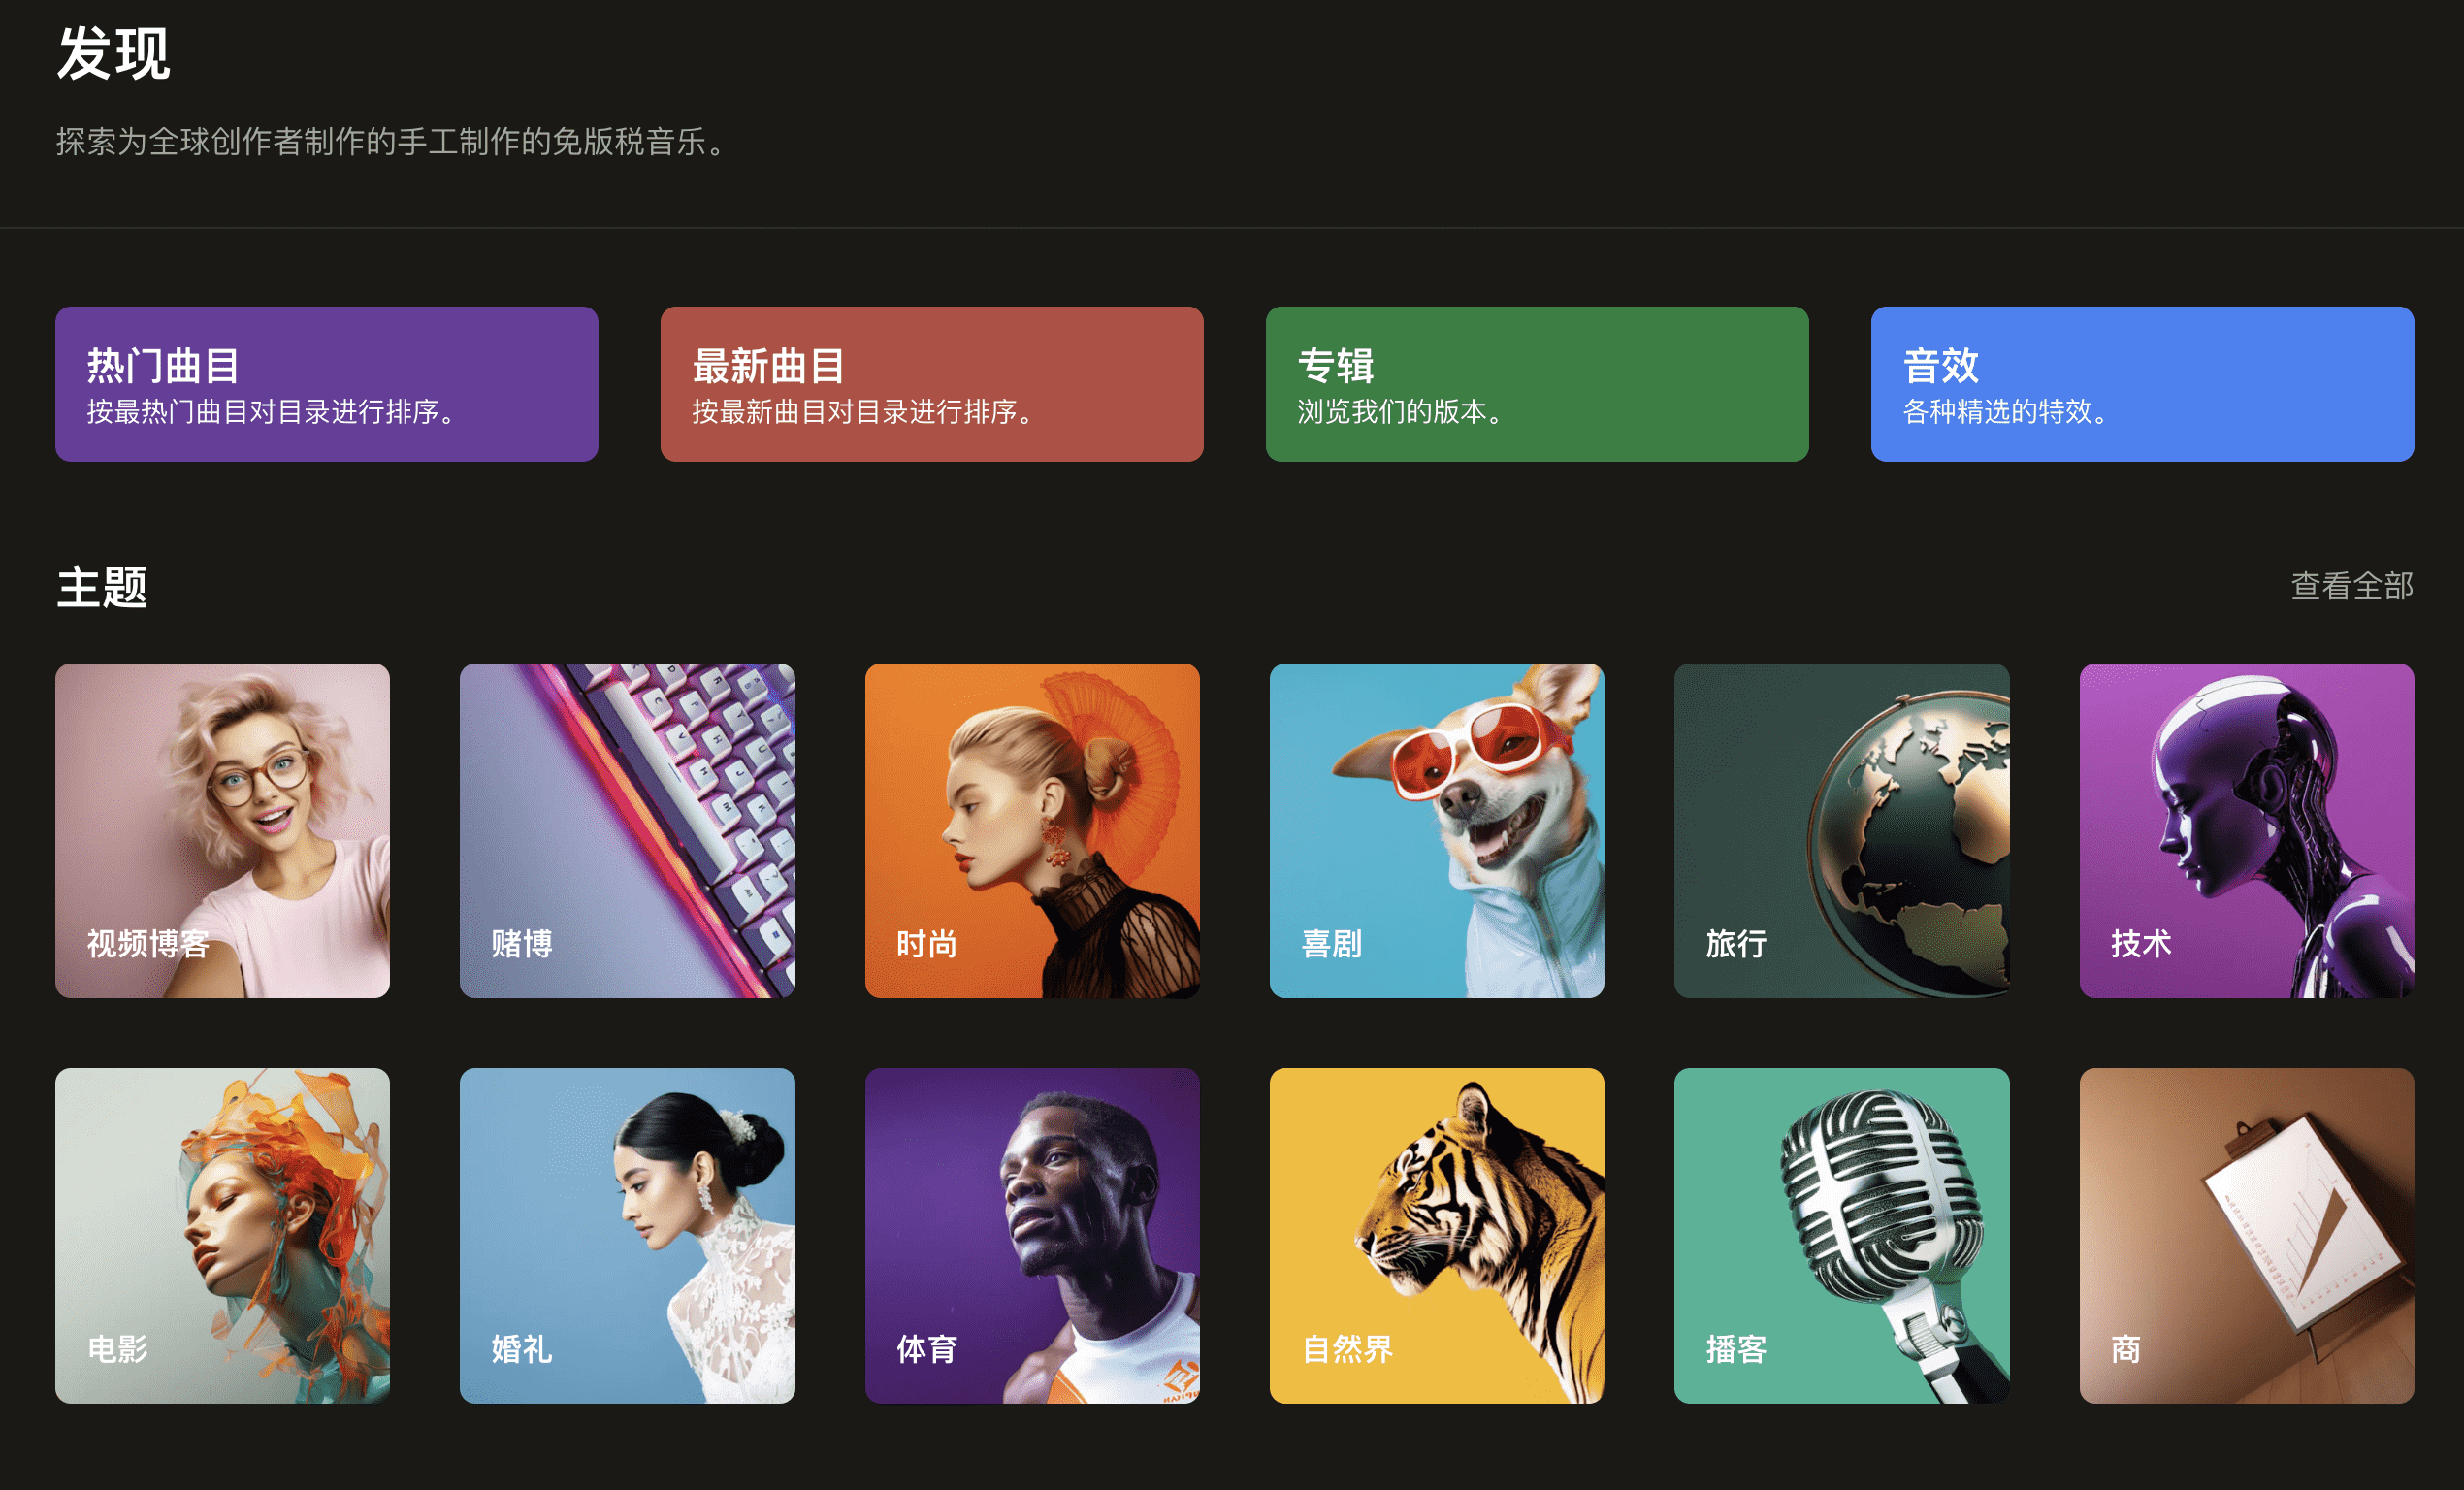 发现
探索为全球创作者制作的手工制作的免版税音乐。
热门曲目
按最热门曲目对目录进行排序。
最新曲目
按最新曲目对目录进行排序。
专辑
浏览我们的版本。
音效
各种精选的特效。
主题
查看全部
视频博客
赌博
时尚
喜剧
旅行
技术
电影
婚礼
体育
自然界
播客
商